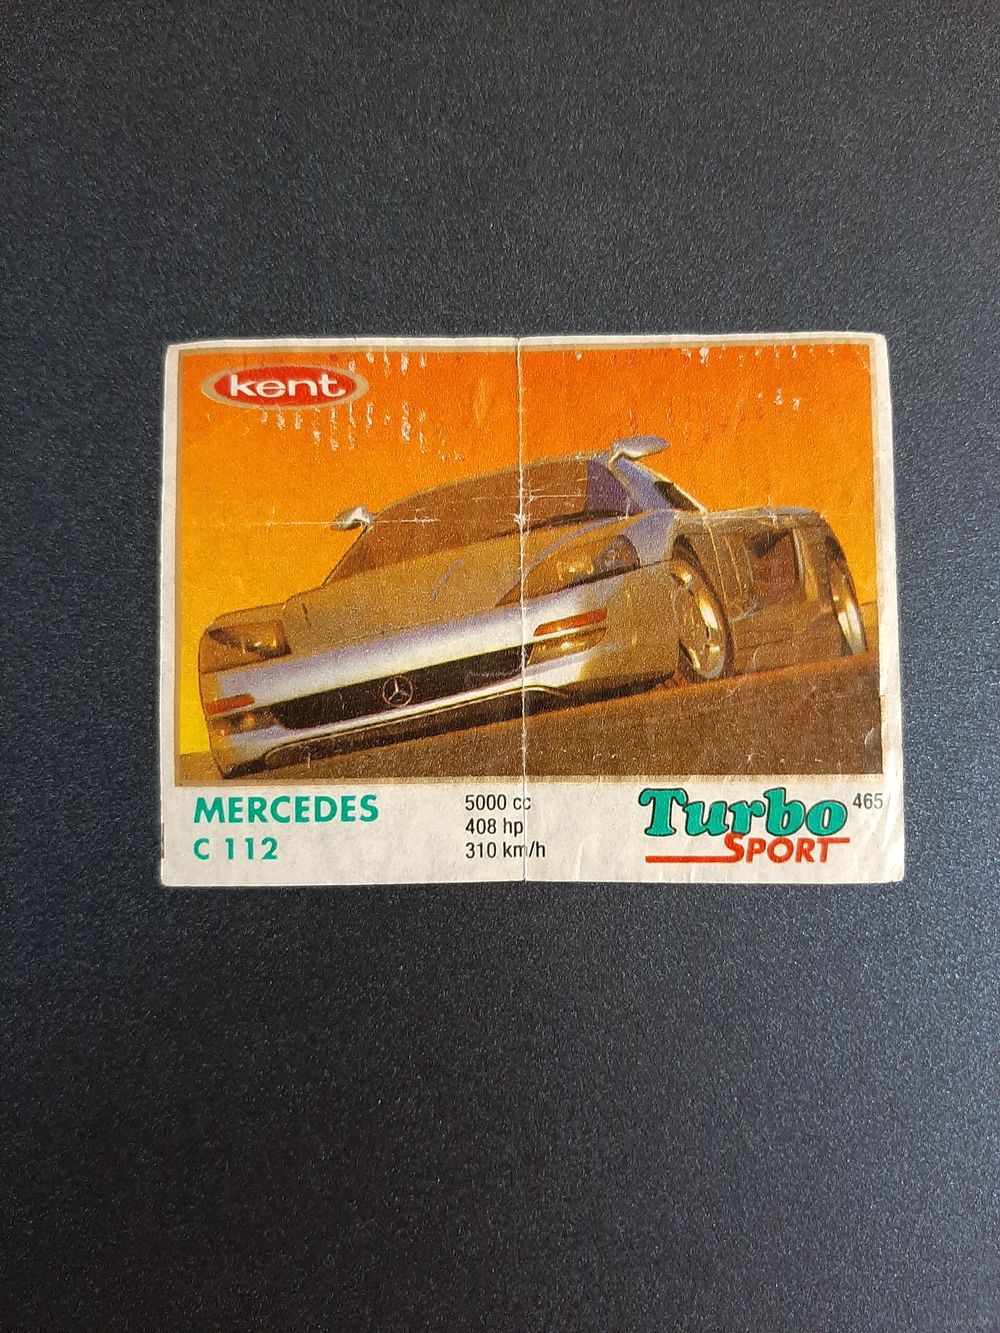 kent
MERCEDES
C 112
5000 cc
408 hp
310 km/h
Turbo
SPORT
465